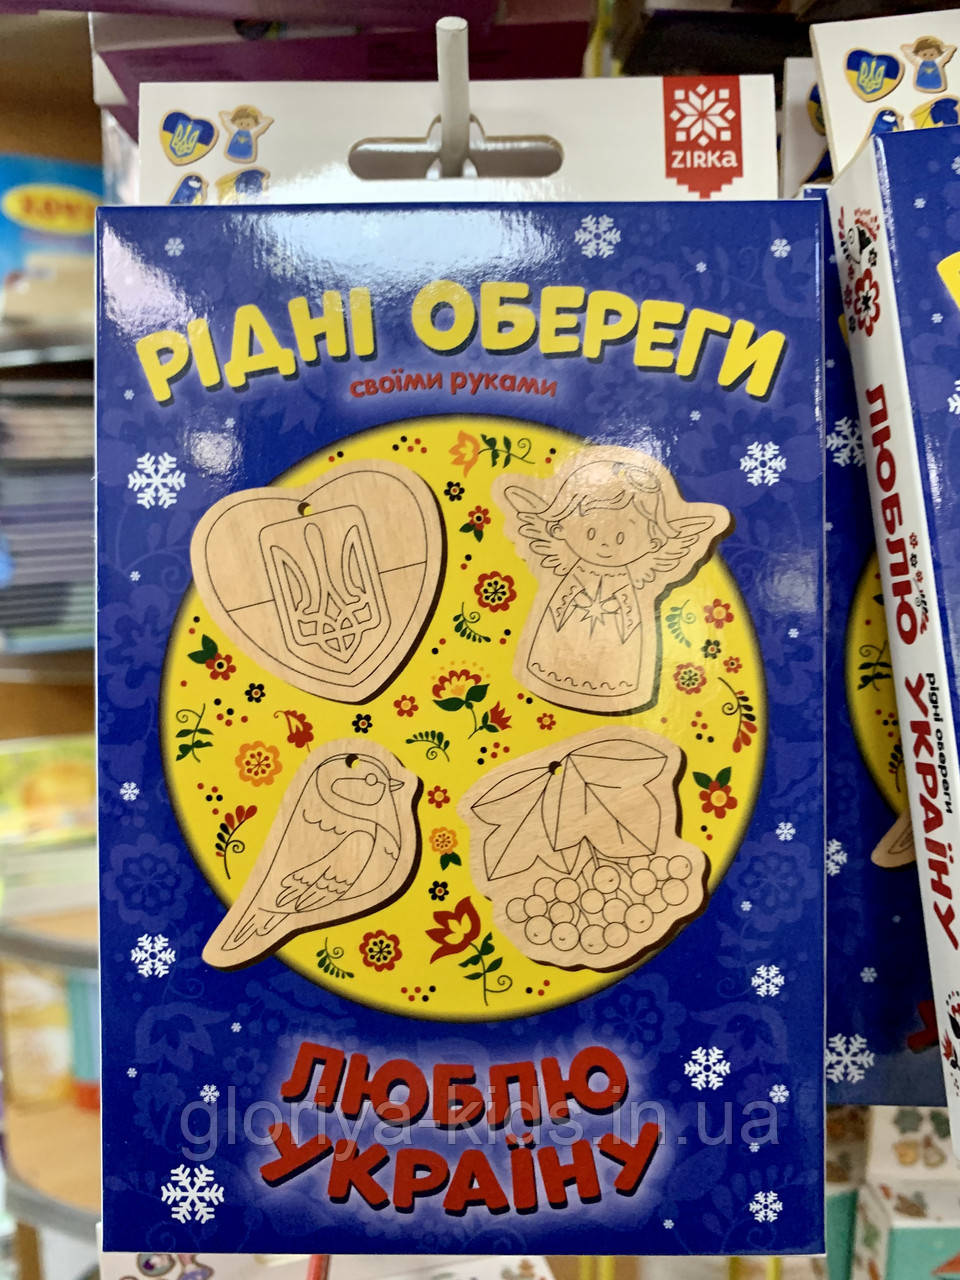 ZIRKA
РІДНІ ОБЕРЕГИ
своїми руками
ЛЮБЛЮ
УКРАЇНУ
gloriya-kids.in.ua
ЛЮБЛЮ УКРАЇНУ
рідні обереги